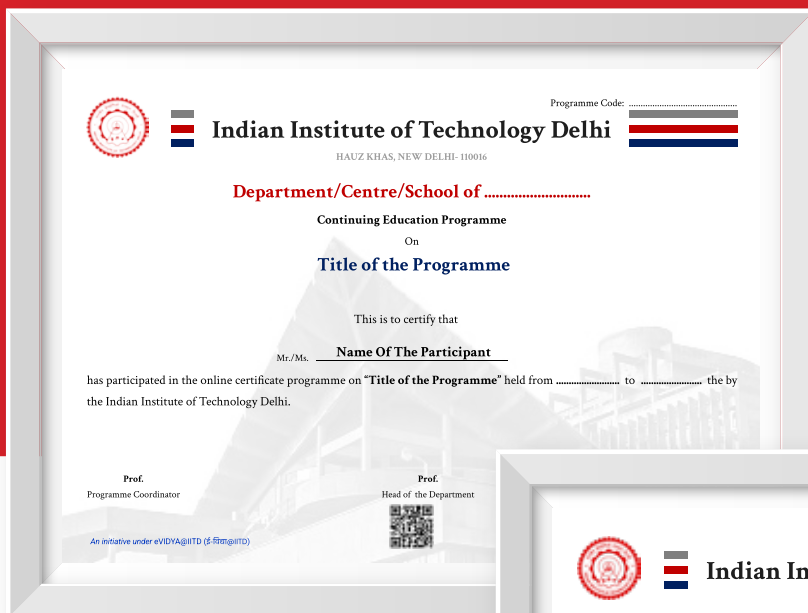 Programme Code: ............................................
Indian Institute of Technology Delhi
HAUZ KHAS, NEW DELHI- 110016
Department/Centre/School of ............................
Continuing Education Programme
On
Title of the Programme
This is to certify that
Mr./Ms. Name Of The Participant
has participated in the online certificate programme on “Title of the Programme” held from .......................... to ......................... the by
the Indian Institute of Technology Delhi.
Prof.
Programme Coordinator
Prof.
Head of the Department
An initiative under eVIDYA@IITD (ई-विद्या@IITD)
Indian In